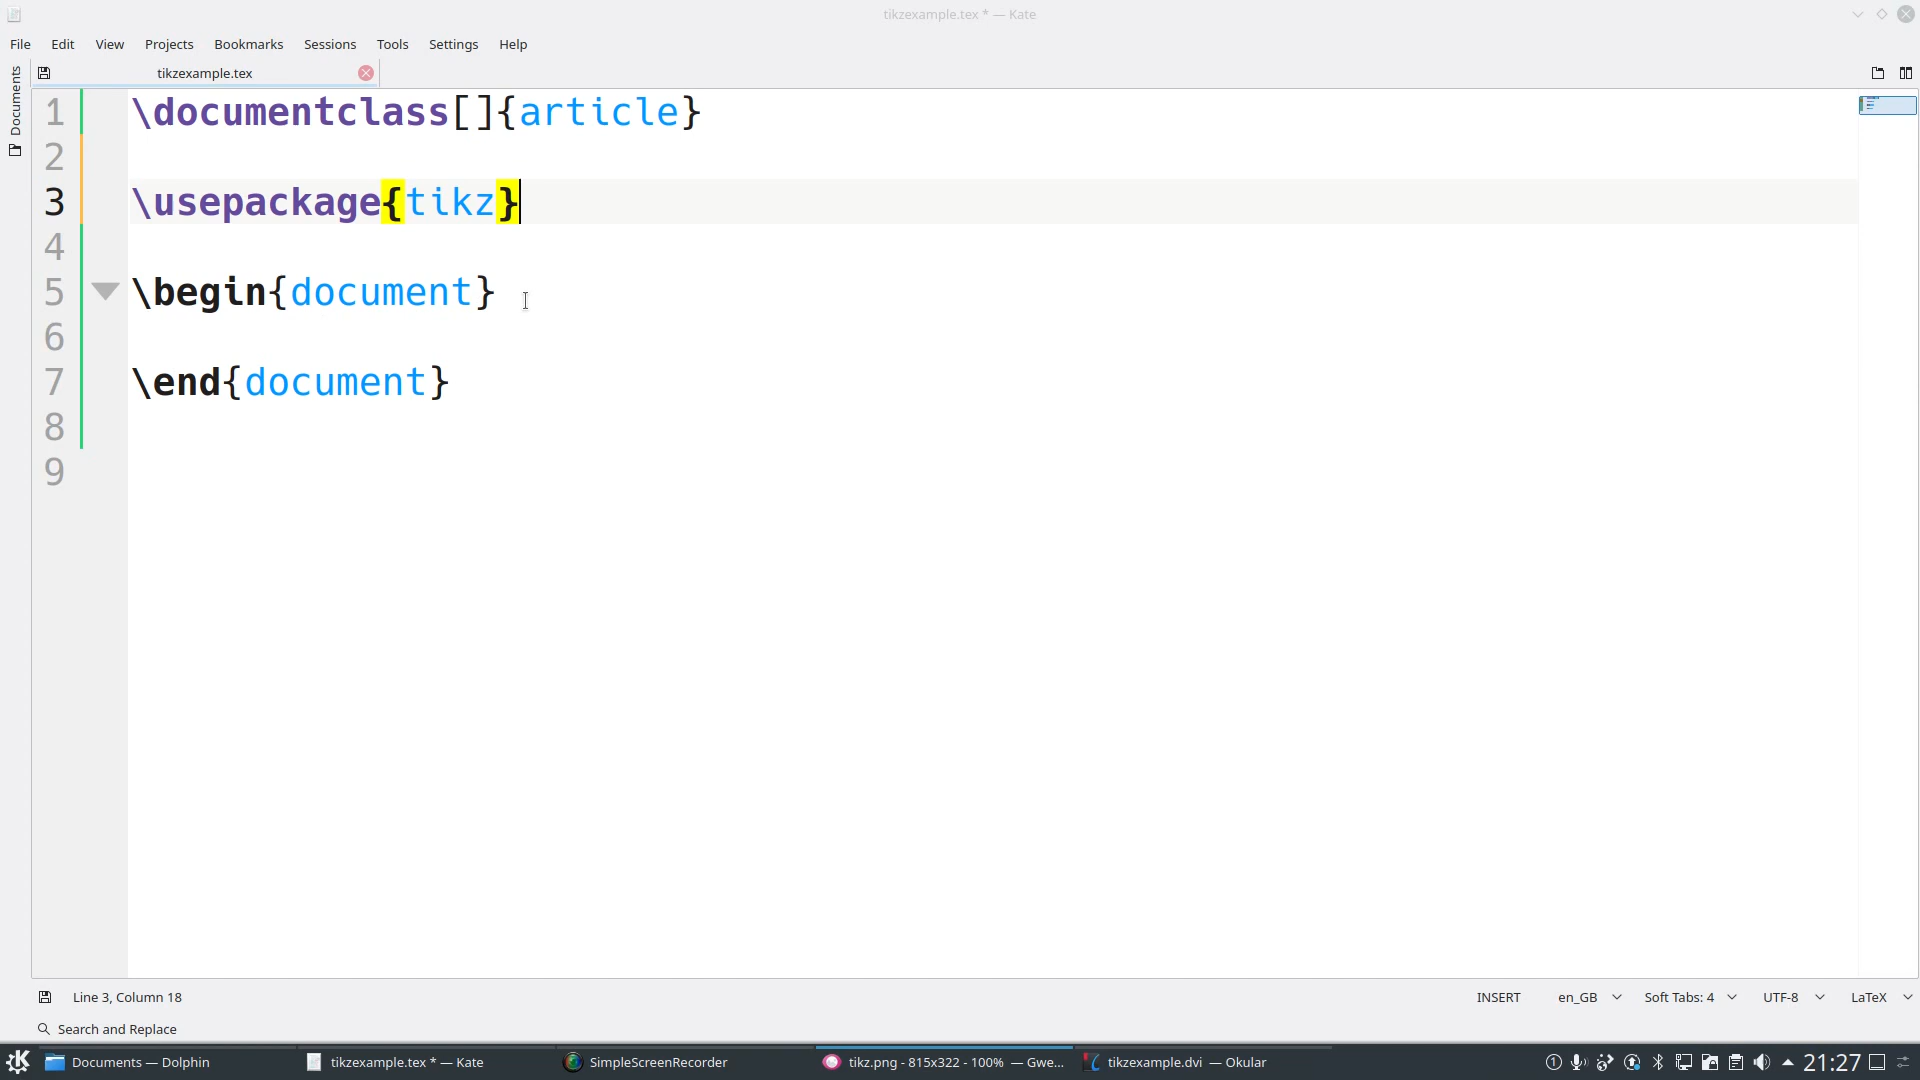 tikzexample.tex * — Kate
File Edit View Projects Bookmarks Sessions Tools Settings Help
Documents
tikzexample.tex
1 \documentclass[]{article}
2
3 \usepackage{tikz}
4
5 \begin{document}
6
7 \end{document}
8
9
Line 3, Column 18 INSERT en_GB Soft Tabs: 4 UTF-8 LaTeX
Search and Replace
Documents — Dolphin tikzexample.tex * — Kate SimpleScreenRecorder tikz.png - 815x322 - 100% — Gwe... tikzexample.dvi — Okular 1 21:27